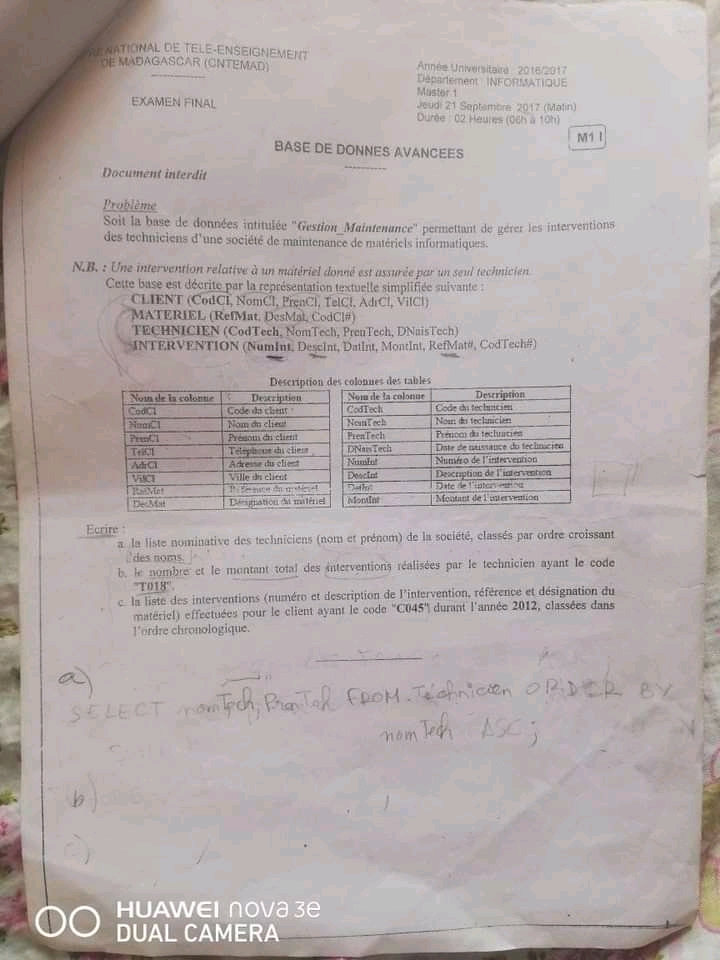 NATIONAL DE TELE-ENSEIGNEMENT
DE MADAGASCAR (CNTEMAD)
EXAMEN FINAL
Année Universitaire : 2016/2017
Département : INFORMATIQUE
Master 1
Jeudi 21 Septembre 2017 (Matin)
Durée : 02 Heures (08h à 10h)
M1 I
BASE DE DONNES AVANCEES
Document interdit
Problème
Soit la base de données intitulée "Gestion_Maintenance" permettant de gérer les interventions
des techniciens d'une société de maintenance de matériels informatiques.
N.B. : Une intervention relative à un matériel donné est assurée par un seul technicien.
Cette base est décrite par la représentation textuelle simplifiée suivante :
CLIENT (CodCl, NomCl, PrenCl, TelCl, AdrCl, VilCl)
MATERIEL (RefMat, DesMat, CodCl#)
TECHNICIEN (CodTech, NomTech, PrenTech, DNaisTech)
INTERVENTION (NumInt, DescInt, DatInt, MontInt, RefMat#, CodTech#)
Description des colonnes des tables
Nom de la colonne Description Nom de la colonne Description
CodCl Code du client CodTech Code du technicien
NomCl Nom du client NomTech Nom du technicien
PrenCl Prénom du client PrenTech Prénom du technicien
TelCl Téléphone du client DNaisTech Date de naissance du technicien
AdrCl Adresse du client NumInt Numéro de l'intervention
VilCl Ville du client DescInt Description de l'intervention
RefMat Référence du matériel DatInt Date de l'intervention
DesMat Désignation du matériel MontInt Montant de l'intervention
Ecrire :
a. la liste nominative des techniciens (nom et prénom) de la société, classés par ordre croissant
des noms.
b. le nombre et le montant total des interventions réalisées par le technicien ayant le code
"T018".
c. la liste des interventions (numéro et description de l'intervention, référence et désignation du
matériel) effectuées pour le client ayant le code "C045" durant l'année 2012, classées dans
l'ordre chronologique.
a)
SELECT nomTech, PrenTeh FROM Technicien ORDER BY
nomTech ASC;
b)
c)
HUAWEI nova 3e
DUAL CAMERA